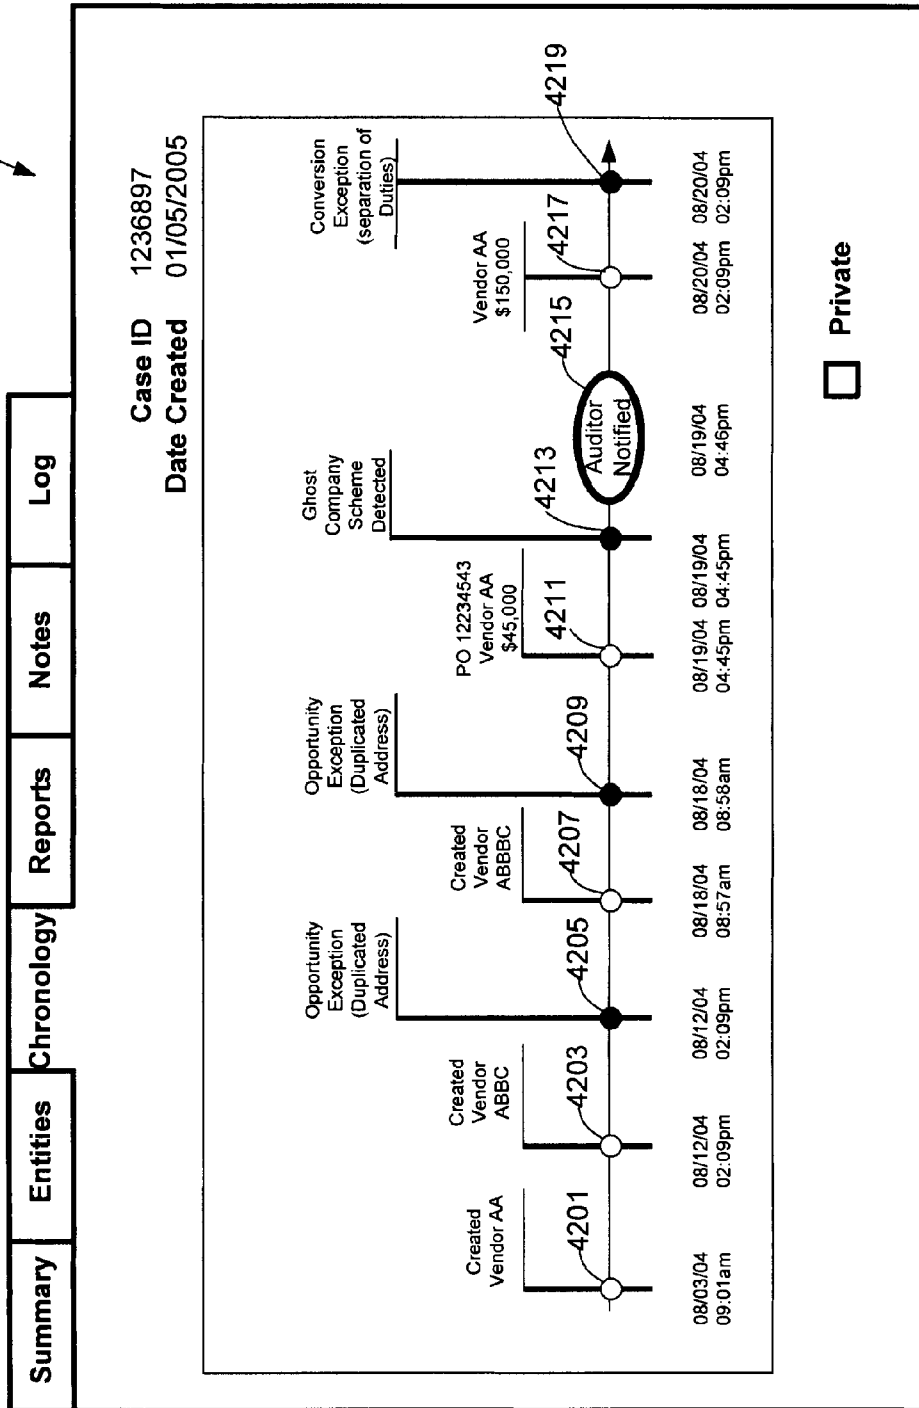 Summary
Entities
Chronology
Reports
Notes
Log
Case ID 1236897
Date Created 01/05/2005
Created
Vendor AA
4201
08/03/04
09:01am
Created
Vendor
ABBC
4203
08/12/04
02:09pm
Opportunity
Exception
(Duplicated
Address)
4205
08/12/04
02:09pm
Created
Vendor
ABBBC
4207
08/18/04
08:57am
Opportunity
Exception
(Duplicated
Address)
4209
08/18/04
08:58am
PO 12234543
Vendor AA
$45,000
4211
08/19/04
04:45pm
Ghost
Company
Scheme
Detected
4213
08/19/04
04:45pm
Auditor
Notified
4215
08/19/04
04:46pm
Vendor AA
$150,000
4217
08/20/04
02:09pm
Conversion
Exception
(separation of
Duties)
4219
08/20/04
02:09pm
Private